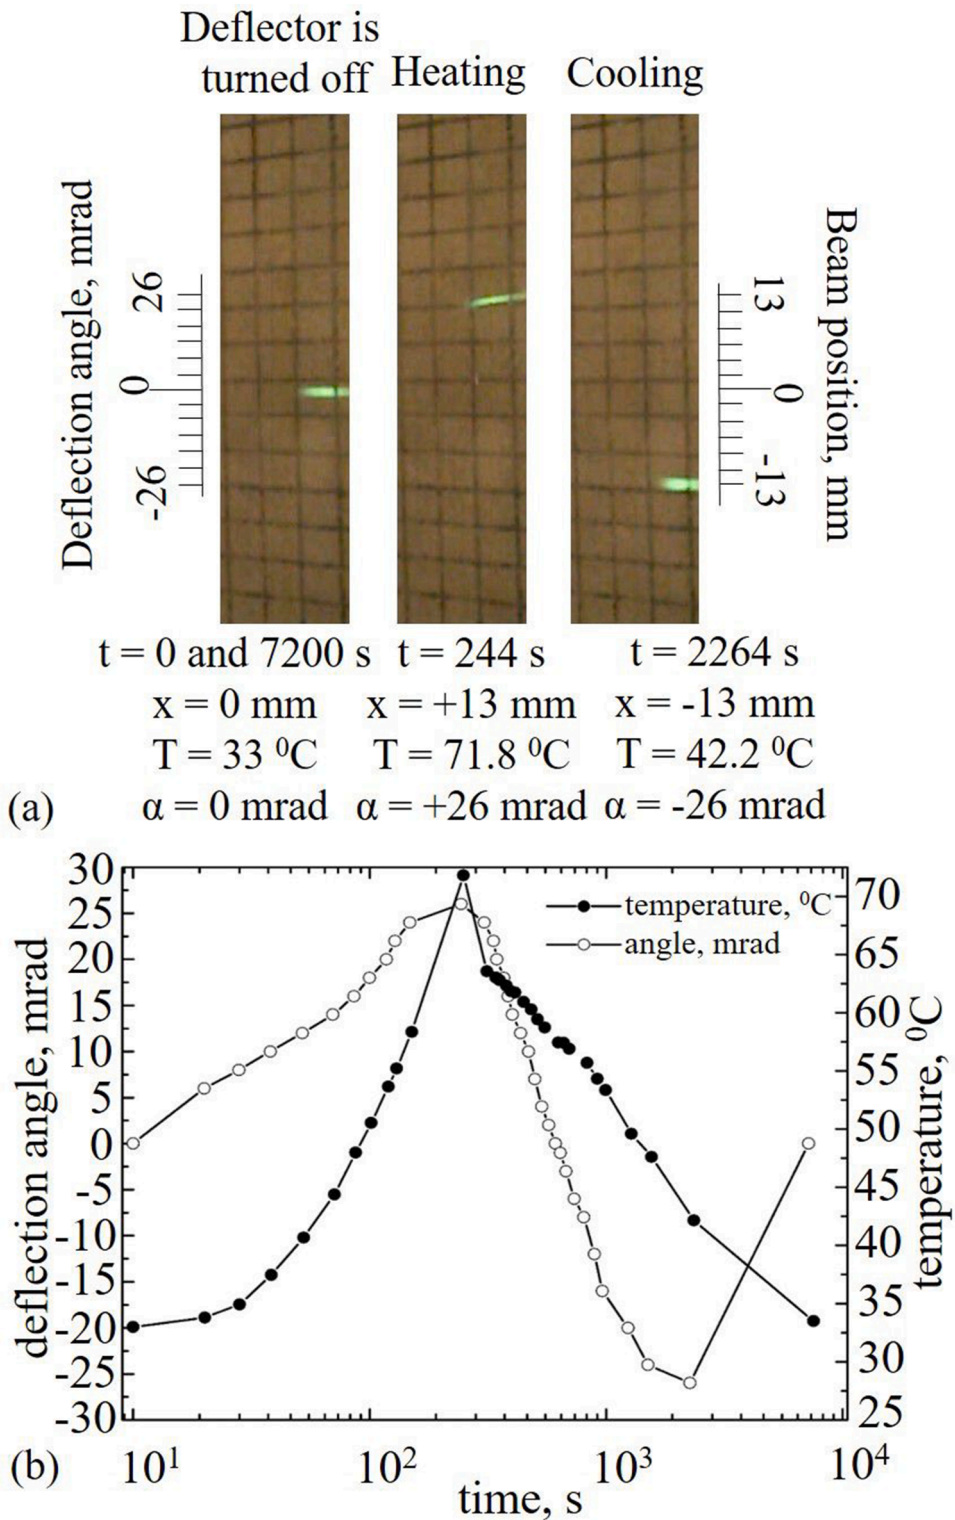 Deflector is
turned off
Heating
Cooling
Deflection angle, mrad
26
0
-26
13
0
-13
Beam position, mm
t = 0 and 7200 s
x = 0 mm
T = 33 ⁰C
α = 0 mrad
t = 244 s
x = +13 mm
T = 71.8 ⁰C
α = +26 mrad
t = 2264 s
x = -13 mm
T = 42.2 ⁰C
α = -26 mrad
(a)
deflection angle, mrad
30
25
20
15
10
5
0
-5
-10
-15
-20
-25
-30
temperature, ⁰C
angle, mrad
70
65
60
55
50
45
40
35
30
25
temperature, ⁰C
10¹
10²
10³
10⁴
time, s
(b)